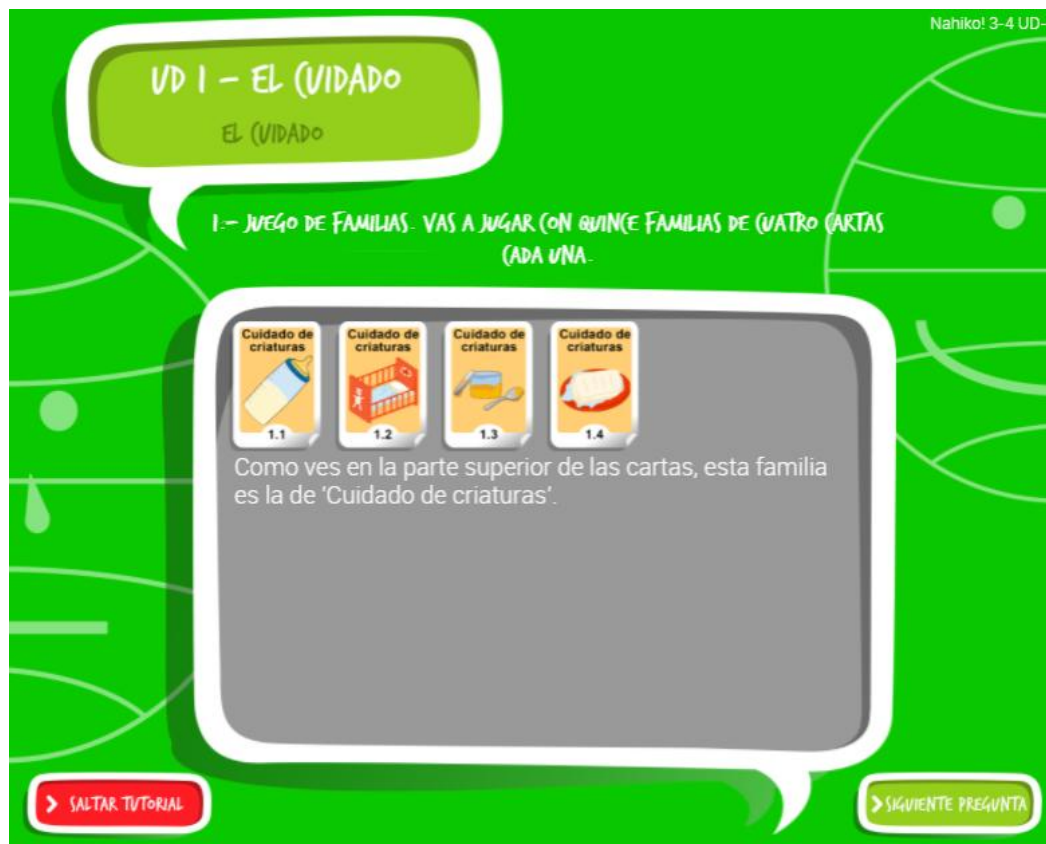 Nahiko! 3-4 UD-
UD 1 – EL CUIDADO
EL CUIDADO
1.- JUEGO DE FAMILIAS. VAS A JUGAR CON QUINCE FAMILIAS DE CUATRO CARTAS
CADA UNA.
Cuidado de
criaturas
1.1
Cuidado de
criaturas
1.2
Cuidado de
criaturas
1.3
Cuidado de
criaturas
1.4
Como ves en la parte superior de las cartas, esta familia
es la de 'Cuidado de criaturas'.
> SALTAR TUTORIAL
> SIGUIENTE PREGUNTA